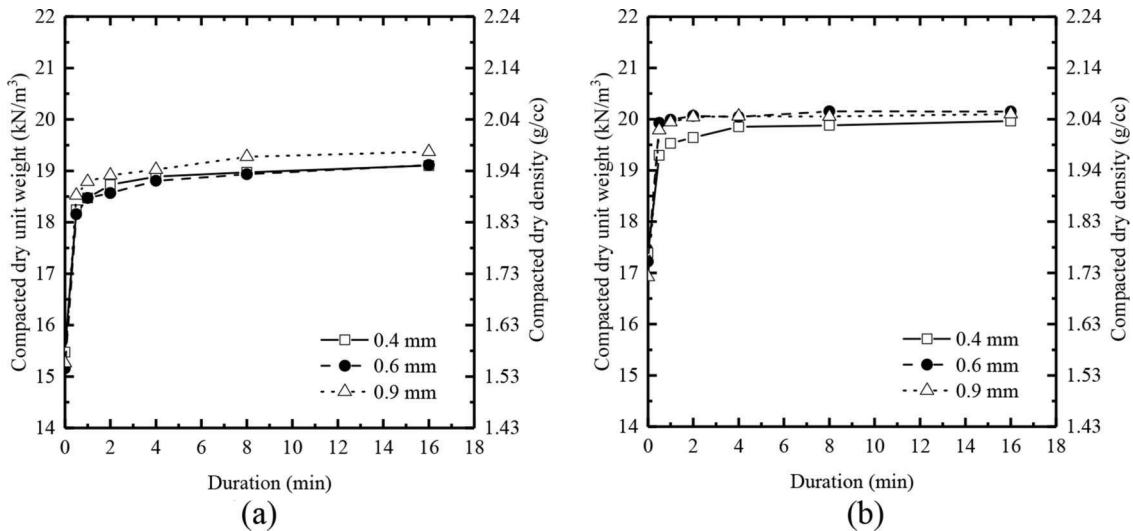 22
21
20
19
18
17
16
15
14
Compacted dry unit weight (kN/m³)
2.24
2.14
2.04
1.94
1.83
1.73
1.63
1.53
1.43
Compacted dry density (g/cc)
0.4 mm
0.6 mm
0.9 mm
0 2 4 6 8 10 12 14 16 18
Duration (min)
(a)
22
21
20
19
18
17
16
15
14
Compacted dry unit weight (kN/m³)
2.24
2.14
2.04
1.94
1.83
1.73
1.63
1.53
1.43
Compacted dry density (g/cc)
0.4 mm
0.6 mm
0.9 mm
0 2 4 6 8 10 12 14 16 18
Duration (min)
(b)